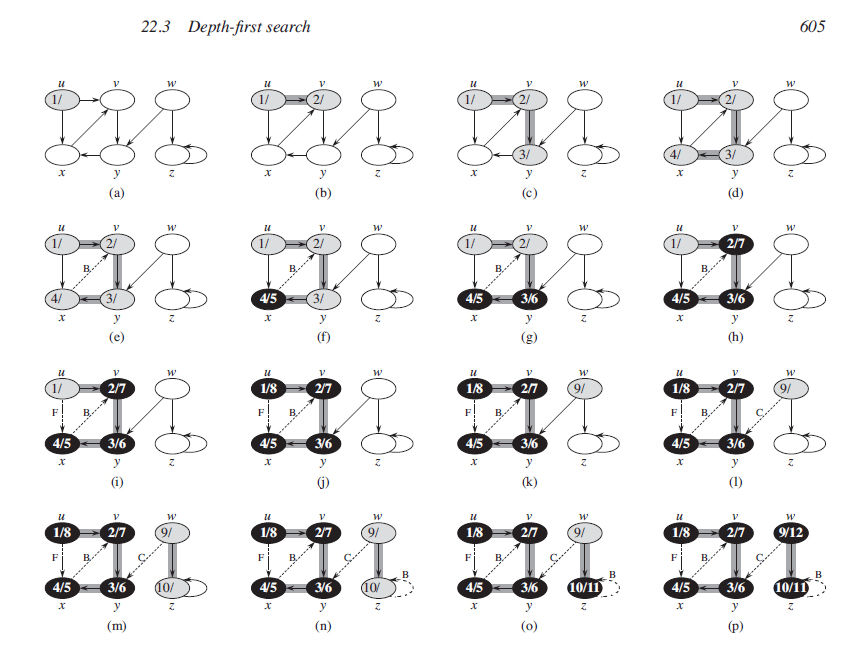 22.3 Depth-first search 605
u v w u v w u v w u v w
1/ 1/ 2/ 1/ 2/ 1/ 2/
3/ 4/ 3/
x y z x y z x y z x y z
(a) (b) (c) (d)
u v w u v w u v w u v w
1/ 2/ 1/ 2/ 1/ 2/ 1/ 2/7
B B B B
4/ 3/ 4/5 3/ 4/5 3/6 4/5 3/6
x y z x y z x y z x y z
(e) (f) (g) (h)
u v w u v w u v w u v w
1/ 2/7 1/8 2/7 1/8 2/7 9/ 1/8 2/7 9/
F B F B F B F B C
4/5 3/6 4/5 3/6 4/5 3/6 4/5 3/6
x y z x y z x y z x y z
(i) (j) (k) (l)
u v w u v w u v w u v w
1/8 2/7 9/ 1/8 2/7 9/ 1/8 2/7 9/ 1/8 2/7 9/12
F B C F B C F B C F B C
B B B
4/5 3/6 10/ 4/5 3/6 10/ 4/5 3/6 10/11 4/5 3/6 10/11
x y z x y z x y z x y z
(m) (n) (o) (p)